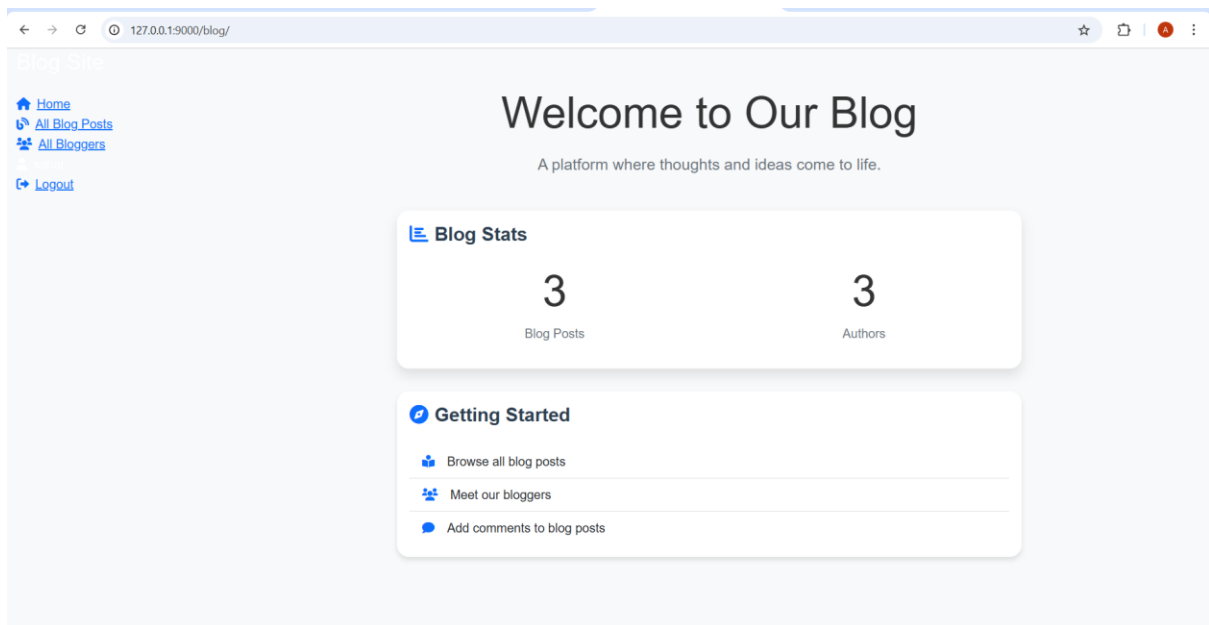 127.0.0.1:9000/blog/
A
Blog Site
Home
All Blog Posts
All Bloggers
Logout
Welcome to Our Blog
A platform where thoughts and ideas come to life.
Blog Stats
3 3
Blog Posts Authors
Getting Started
Browse all blog posts
Meet our bloggers
Add comments to blog posts